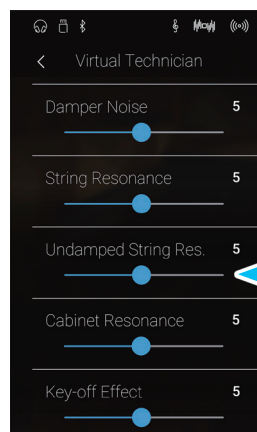 Virtual Technician
Damper Noise 5
String Resonance 5
Undamped String Res. 5
Cabinet Resonance 5
Key-off Effect 5